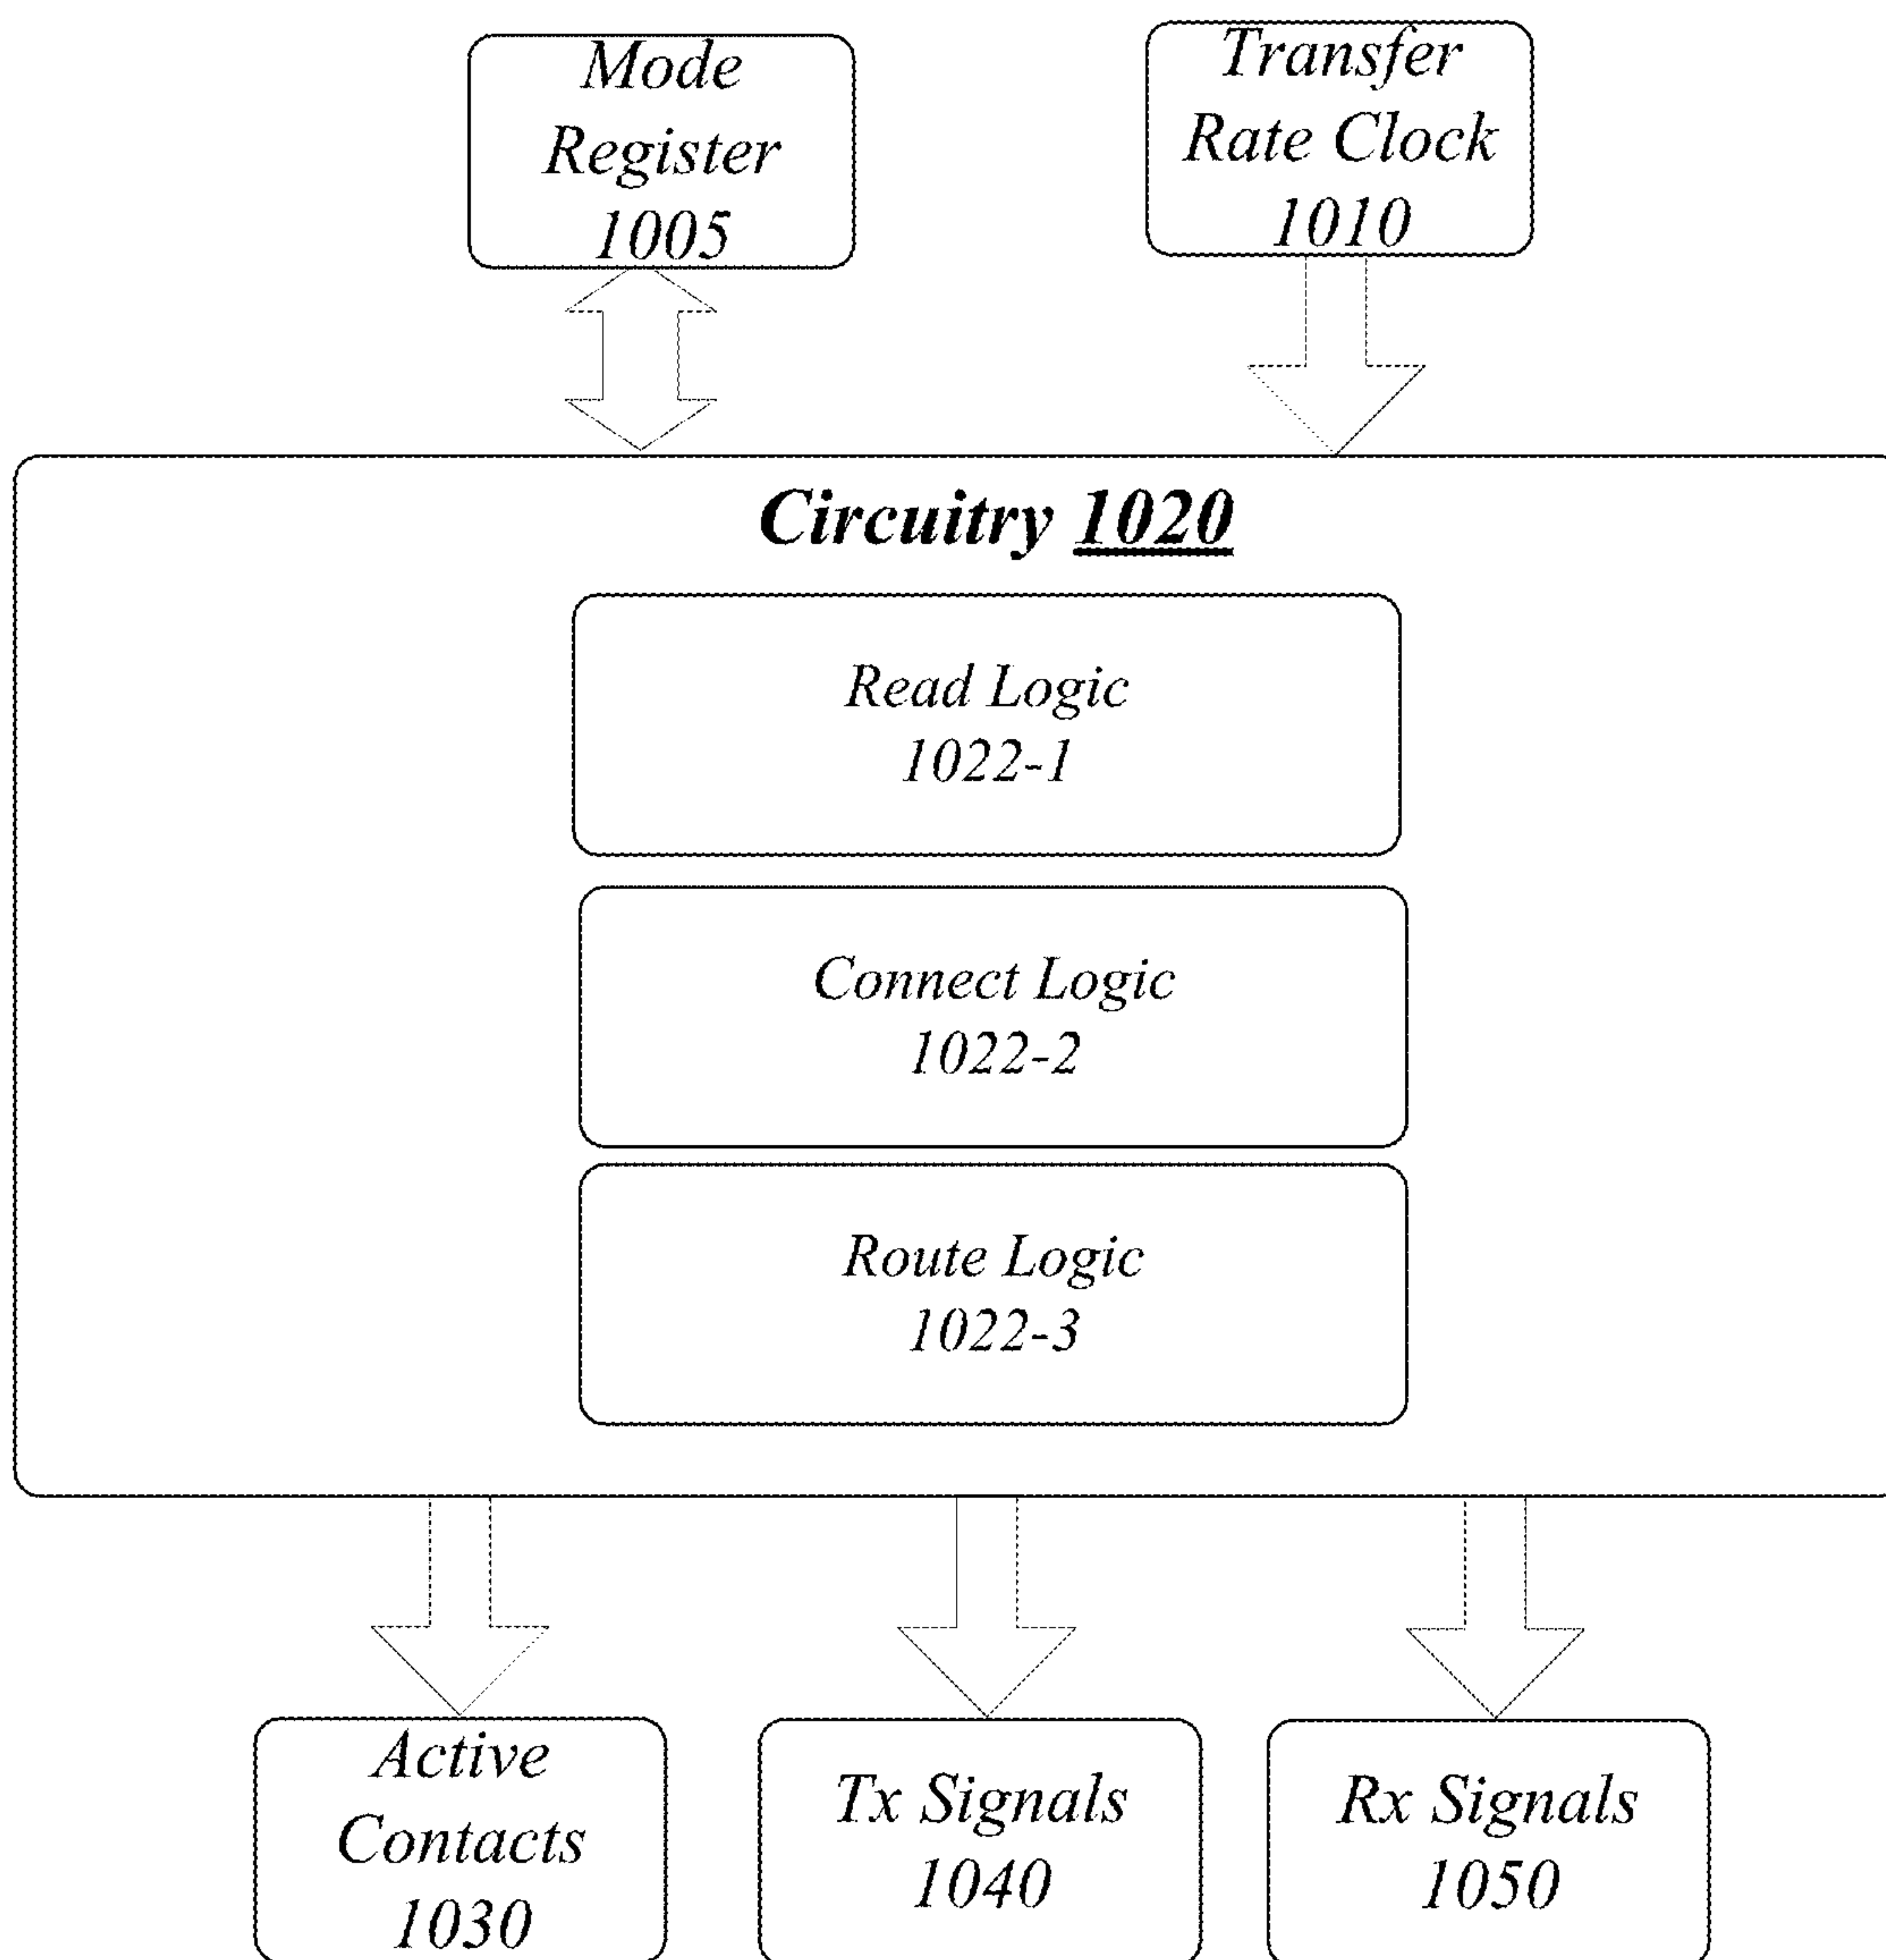 Mode
Register
1005
Transfer
Rate Clock
1010
Circuitry 1020
Read Logic
1022-1
Connect Logic
1022-2
Route Logic
1022-3
Active
Contacts
1030
Tx Signals
1040
Rx Signals
1050